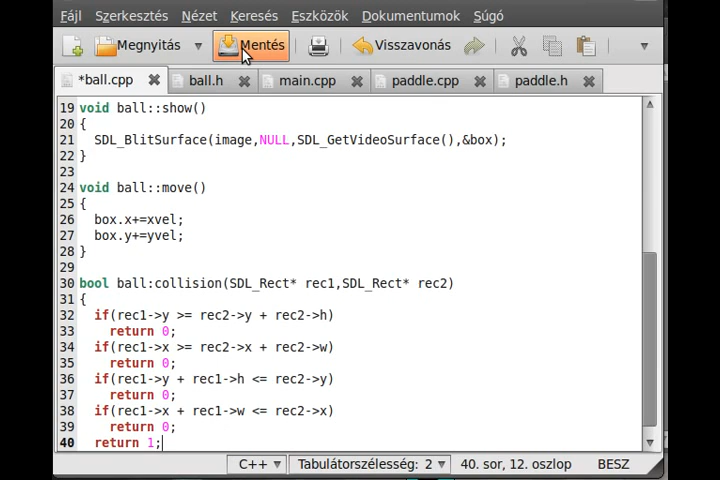 Fájl Szerkesztés Nézet Keresés Eszközök Dokumentumok Súgó
Megnyitás Mentés Visszavonás
*ball.cpp ball.h main.cpp paddle.cpp paddle.h
19 void ball::show()
20 {
21 SDL_BlitSurface(image,NULL,SDL_GetVideoSurface(),&box);
22 }
23
24 void ball::move()
25 {
26 box.x+=xvel;
27 box.y+=yvel;
28 }
29
30 bool ball:collision(SDL_Rect* rec1,SDL_Rect* rec2)
31 {
32 if(rec1->y >= rec2->y + rec2->h)
33 return 0;
34 if(rec1->x >= rec2->x + rec2->w)
35 return 0;
36 if(rec1->y + rec1->h <= rec2->y)
37 return 0;
38 if(rec1->x + rec1->w <= rec2->x)
39 return 0;
40 return 1;
C++ Tabulátorszélesség: 2 40. sor, 12. oszlop BESZ